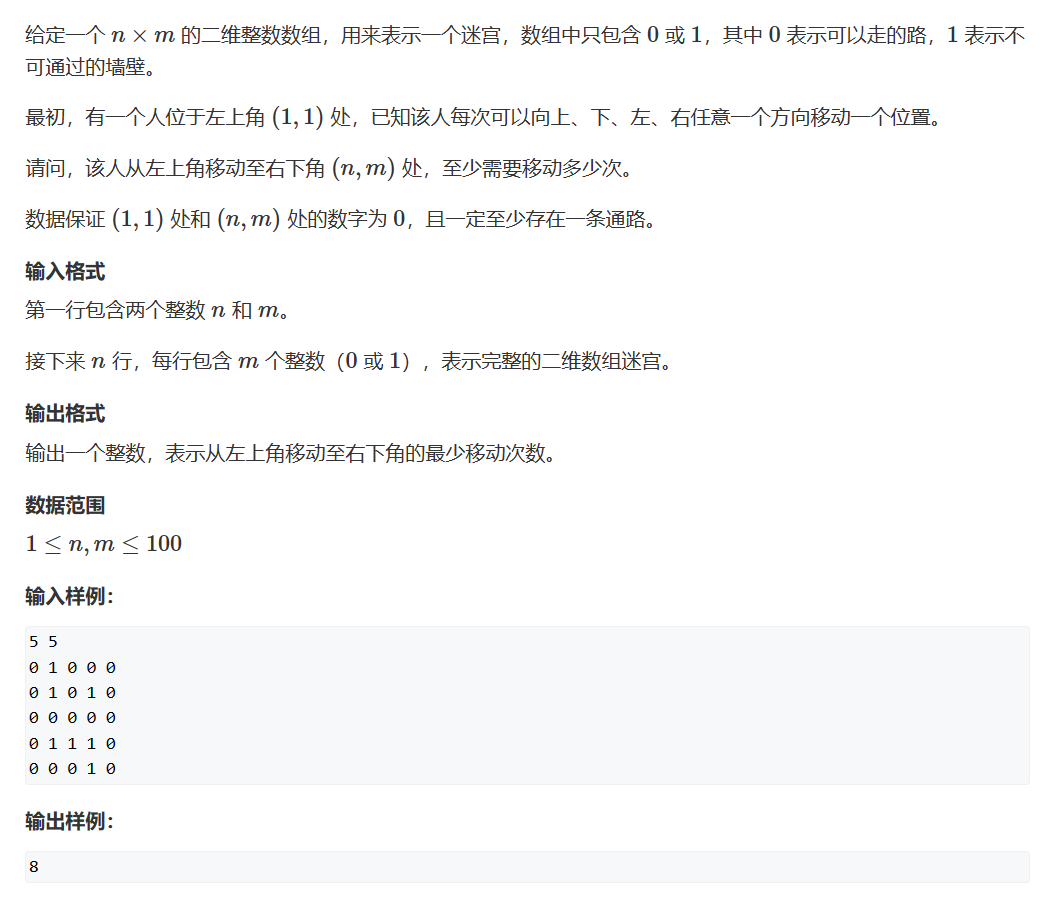 给定一个 n × m 的二维整数数组，用来表示一个迷宫，数组中只包含 0 或 1，其中 0 表示可以走的路，1 表示不
可通过的墙壁。
最初，有一个人位于左上角 (1, 1) 处，已知该人每次可以向上、下、左、右任意一个方向移动一个位置。
请问，该人从左上角移动至右下角 (n, m) 处，至少需要移动多少次。
数据保证 (1, 1) 处和 (n, m) 处的数字为 0，且一定至少存在一条通路。
输入格式
第一行包含两个整数 n 和 m。
接下来 n 行，每行包含 m 个整数（0 或 1），表示完整的二维数组迷宫。
输出格式
输出一个整数，表示从左上角移动至右下角的最少移动次数。
数据范围
1 ≤ n, m ≤ 100
输入样例：
5 5
0 1 0 0 0
0 1 0 1 0
0 0 0 0 0
0 1 1 1 0
0 0 0 1 0
输出样例：
8